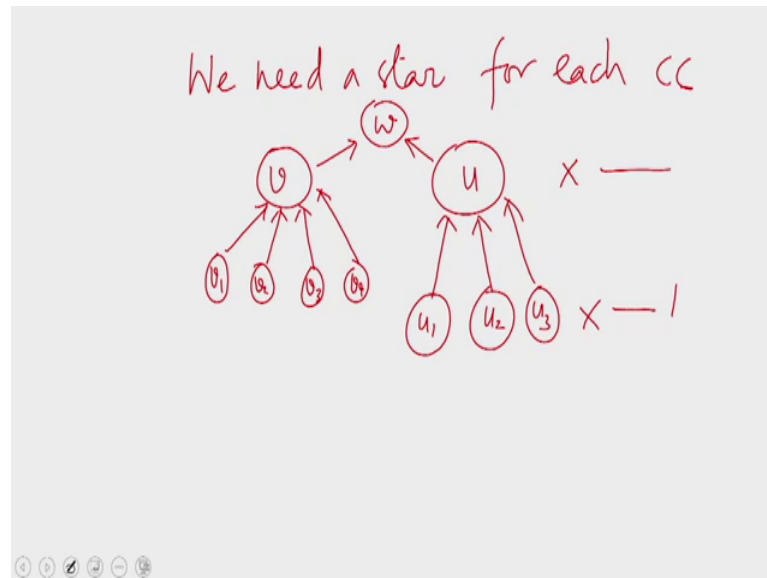 We need a star for each CC
w
v u x —
v1 v2 v3 v4
u1 u2 u3 x — 1